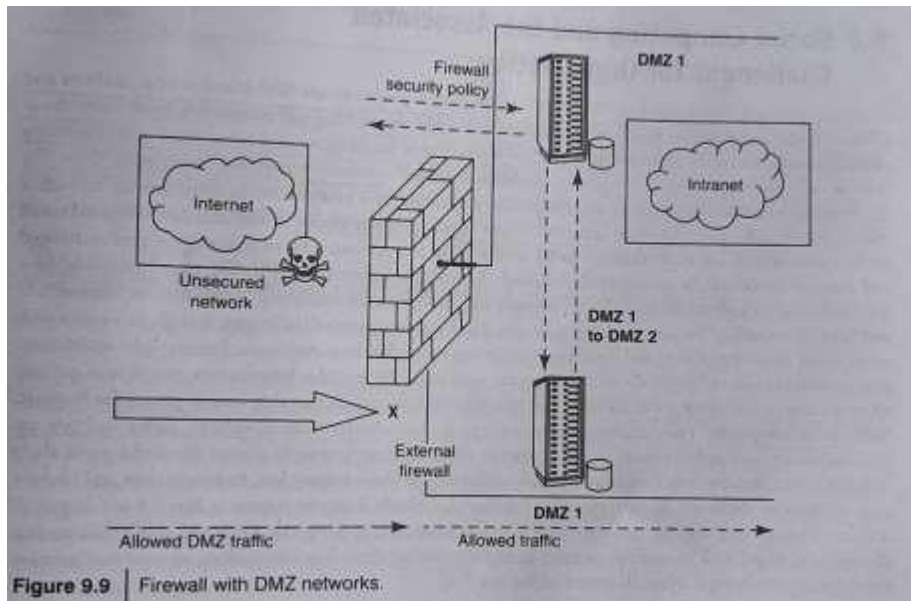 DMZ 1
Firewall
security policy
Internet
Intranet
Unsecured
network
DMZ 1
to DMZ 2
X
External
firewall
DMZ 1
Allowed DMZ traffic
Allowed traffic
Figure 9.9 Firewall with DMZ networks.